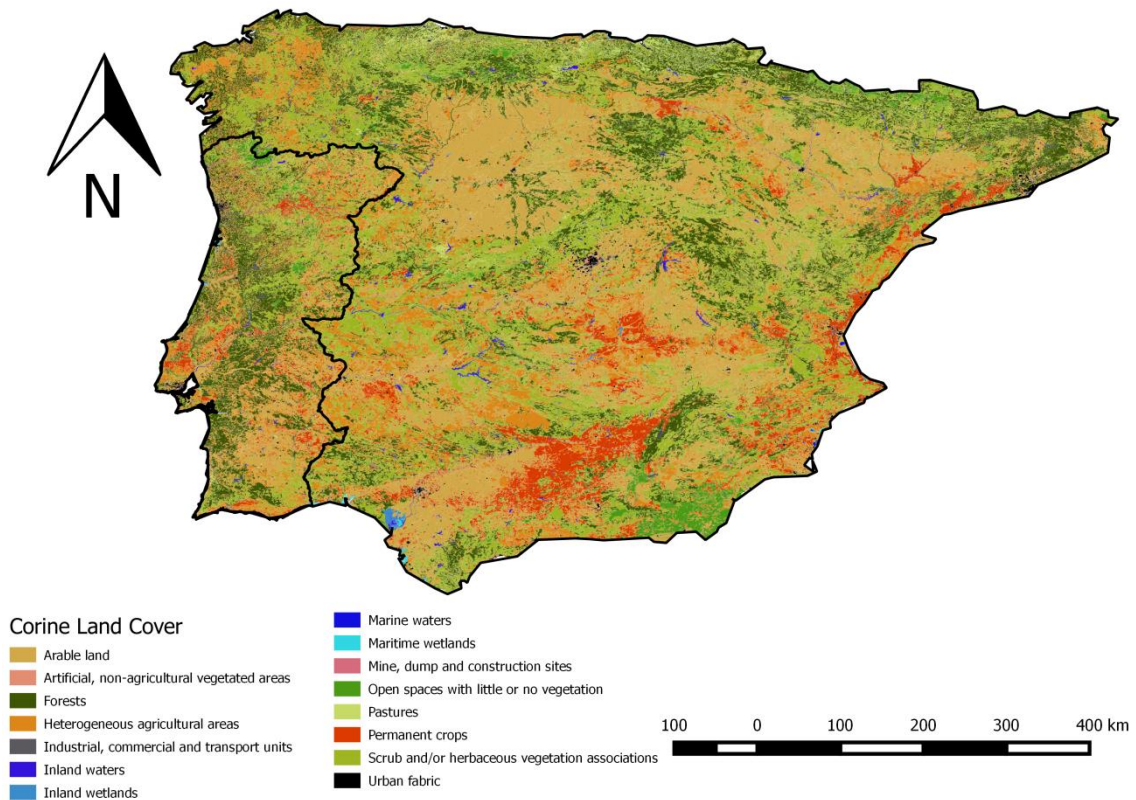 N
Corine Land Cover
Arable land
Artificial, non-agricultural vegetated areas
Forests
Heterogeneous agricultural areas
Industrial, commercial and transport units
Inland waters
Inland wetlands
Marine waters
Maritime wetlands
Mine, dump and construction sites
Open spaces with little or no vegetation
Pastures
Permanent crops
Scrub and/or herbaceous vegetation associations
Urban fabric
100 0 100 200 300 400 km